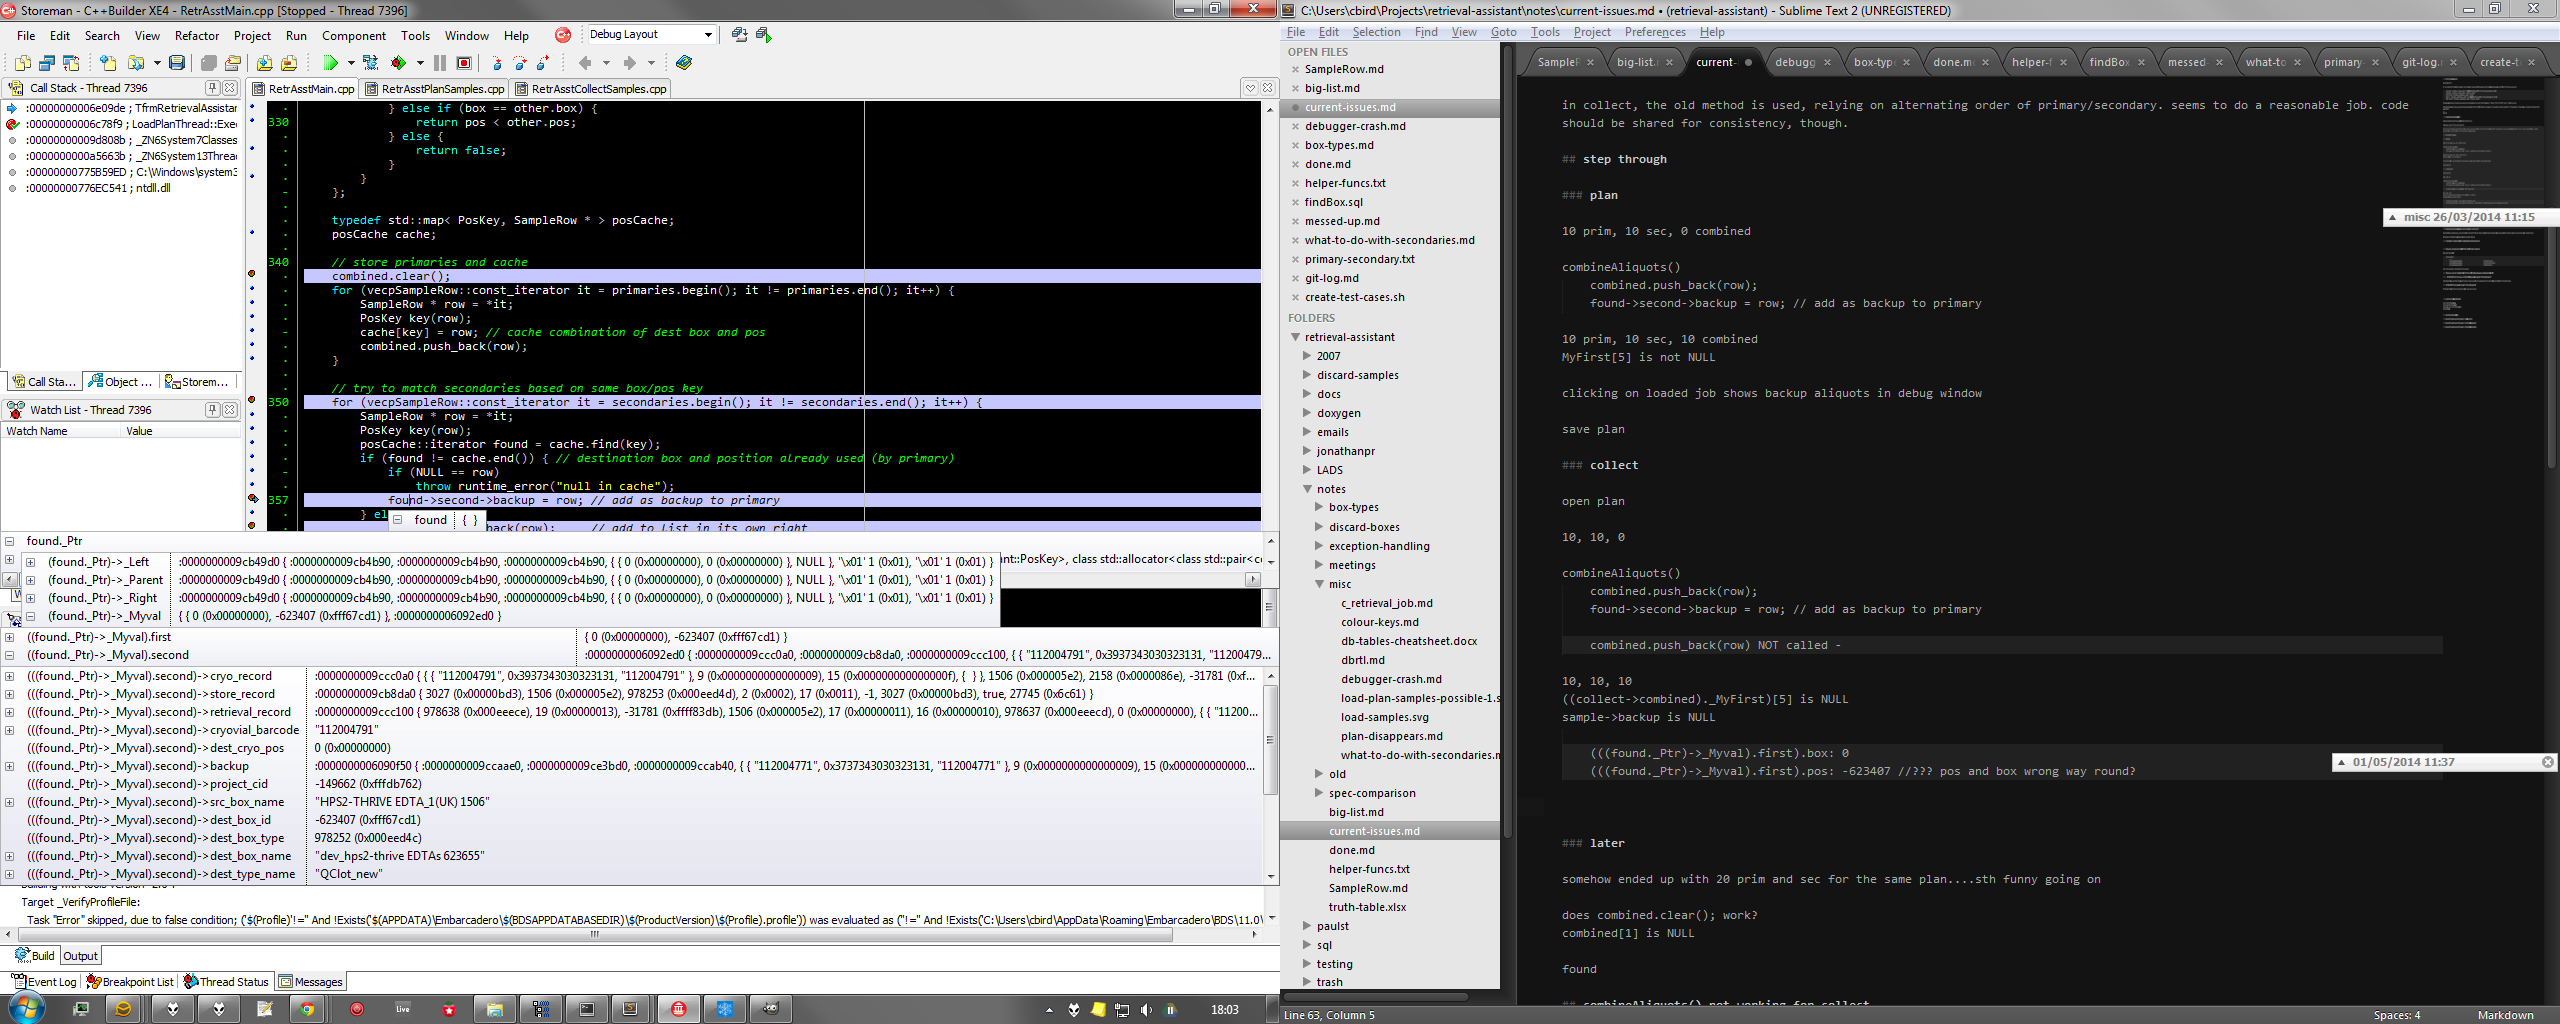 Storeman - C++Builder XE4 - RetrAsstMain.cpp [Stopped - Thread 7396]
File Edit Search View Refactor Project Run Component Tools Window Help Debug Layout
Call Stack - Thread 7396
:00000000006e09de ; TfrmRetrievalAssistar
:00000000006c78f9 ; LoadPlanThread::Exe
:00000000009d808b ; _ZN6System7Classes
:0000000000a5663b ; _ZN6System13Threa
:00000000775B59ED ; C:\Windows\system3
:00000000776EC541 ; ntdll.dll
Call Sta... Object ... Storem...
Watch List - Thread 7396
Watch Name Value
RetrAsstMain.cpp RetrAsstPlanSamples.cpp RetrAsstCollectSamples.cpp
} else if (box == other.box) {
330 return pos < other.pos;
} else {
return false;
}
}
};
typedef std::map< PosKey, SampleRow * > posCache;
posCache cache;
340 // store primaries and cache
combined.clear();
for (vecpSampleRow::const_iterator it = primaries.begin(); it != primaries.end(); it++) {
SampleRow * row = *it;
PosKey key(row);
cache[key] = row; // cache combination of dest box and pos
combined.push_back(row);
}
// try to match secondaries based on same box/pos key
350 for (vecpSampleRow::const_iterator it = secondaries.begin(); it != secondaries.end(); it++) {
SampleRow * row = *it;
PosKey key(row);
posCache::iterator found = cache.find(key);
if (found != cache.end()) { // destination box and position already used (by primary)
if (NULL == row)
throw runtime_error("null in cache");
357 found->second->backup = row; // add as backup to primary
} el
found { }
back(row); // add to list in its own right
found._Ptr
ınt::PosKey>, class std::allocator<class std::pair<c
(found._Ptr)->_Left :0000000009cb49d0 { :0000000009cb4b90, :0000000009cb4b90, :0000000009cb4b90, { { 0 (0x00000000), 0 (0x00000000) }, NULL }, '\x01' 1 (0x01), '\x01' 1 (0x01) }
(found._Ptr)->_Parent :0000000009cb49d0 { :0000000009cb4b90, :0000000009cb4b90, :0000000009cb4b90, { { 0 (0x00000000), 0 (0x00000000) }, NULL }, '\x01' 1 (0x01), '\x01' 1 (0x01) }
(found._Ptr)->_Right :0000000009cb49d0 { :0000000009cb4b90, :0000000009cb4b90, :0000000009cb4b90, { { 0 (0x00000000), 0 (0x00000000) }, NULL }, '\x01' 1 (0x01), '\x01' 1 (0x01) }
(found._Ptr)->_Myval { { 0 (0x00000000), -623407 (0xfff67cd1) }, :0000000006092ed0 }
((found._Ptr)->_Myval).first { 0 (0x00000000), -623407 (0xfff67cd1) }
((found._Ptr)->_Myval).second :0000000006092ed0 { :0000000009ccc0a0, :0000000009cb8da0, :0000000009ccc100, { { "112004791", 0x3937343030323131, "11200479...
(((found._Ptr)->_Myval).second)->cryo_record :0000000009ccc0a0 { { { "112004791", 0x3937343030323131, "112004791" }, 9 (0x0000000000000009), 15 (0x000000000000000f), { } }, 1506 (0x000005e2), 2158 (0x0000086e), -31781 (0xf...
(((found._Ptr)->_Myval).second)->store_record :0000000009cb8da0 { 3027 (0x00000bd3), 1506 (0x000005e2), 978253 (0x000eed4d), 2 (0x0002), 17 (0x0011), -1, 3027 (0x00000bd3), true, 27745 (0x6c61) }
(((found._Ptr)->_Myval).second)->retrieval_record :0000000009ccc100 { 978638 (0x000eeece), 19 (0x00000013), -31781 (0xffff83db), 1506 (0x000005e2), 17 (0x00000011), 16 (0x00000010), 978637 (0x000eeecd), 0 (0x00000000), { { "11200...
(((found._Ptr)->_Myval).second)->cryovial_barcode "112004791"
(((found._Ptr)->_Myval).second)->dest_cryo_pos 0 (0x00000000)
(((found._Ptr)->_Myval).second)->backup :0000000006090f50 { :0000000009ccaae0, :0000000009ce3bd0, :0000000009ccab40, { { "112004771", 0x3737343030323131, "112004771" }, 9 (0x0000000000000009), 15 (0x000000000000...
(((found._Ptr)->_Myval).second)->project_cid -149662 (0xfffdb762)
(((found._Ptr)->_Myval).second)->src_box_name "HPS2-THRIVE EDTA_1(UK) 1506"
(((found._Ptr)->_Myval).second)->dest_box_id -623407 (0xfff67cd1)
(((found._Ptr)->_Myval).second)->dest_box_type 978252 (0x000eed4c)
(((found._Ptr)->_Myval).second)->dest_box_name "dev_hps2-thrive EDTAs 623655"
(((found._Ptr)->_Myval).second)->dest_type_name "QClot_new"
Target _VerifyProfileFile:
Task "Error" skipped, due to false condition; ('$(Profile)'!='' And !Exists('$(APPDATA)\Embarcadero\$(BDSAPPDATABASEDIR)\$(ProductVersion)\$(Profile).profile')) was evaluated as (''!='' And !Exists('C:\Users\cbird\AppData\Roaming\Embarcadero\BDS\11.0\
Build Output
Event Log Breakpoint List Thread Status Messages
Live 18:03
C:\Users\cbird\Projects\retrieval-assistant\notes\current-issues.md • (retrieval-assistant) - Sublime Text 2 (UNREGISTERED)
File Edit Selection Find View Goto Tools Project Preferences Help
OPEN FILES
SampleRow.md
big-list.md
current-issues.md
debugger-crash.md
box-types.md
done.md
helper-funcs.txt
findBox.sql
messed-up.md
what-to-do-with-secondaries.md
primary-secondary.txt
git-log.md
create-test-cases.sh
FOLDERS
retrieval-assistant
2007
discard-samples
docs
doxygen
emails
jonathanpr
LADS
notes
box-types
discard-boxes
exception-handling
meetings
misc
c_retrieval_job.md
colour-keys.md
db-tables-cheatsheet.docx
dbrtl.md
debugger-crash.md
load-plan-samples-possible-1.s
load-samples.svg
plan-disappears.md
what-to-do-with-secondaries.m
old
spec-comparison
big-list.md
current-issues.md
done.md
helper-funcs.txt
SampleRow.md
truth-table.xlsx
paulst
sql
testing
trash
SampleF big-list. current- debugg box-type done.m helper-f findBox messed- what-to primary- git-log. create-t
in collect, the old method is used, relying on alternating order of primary/secondary. seems to do a reasonable job. code
should be shared for consistency, though.
## step through
### plan
10 prim, 10 sec, 0 combined
combineAliquots()
combined.push_back(row);
found->second->backup = row; // add as backup to primary
10 prim, 10 sec, 10 combined
MyFirst[5] is not NULL
clicking on loaded job shows backup aliquots in debug window
save plan
### collect
open plan
10, 10, 0
combineAliquots()
combined.push_back(row);
found->second->backup = row; // add as backup to primary
combined.push_back(row) NOT called -
10, 10, 10
((collect->combined)._MyFirst)[5] is NULL
sample->backup is NULL
(((found._Ptr)->_Myval).first).box: 0
(((found._Ptr)->_Myval).first).pos: -623407 //??? pos and box wrong way round?
### later
somehow ended up with 20 prim and sec for the same plan....sth funny going on
does combined.clear(); work?
combined[1] is NULL
found
## combineAliquots() not working for collect
misc 26/03/2014 11:15
01/05/2014 11:37
Line 63, Column 5 Spaces: 4 Markdown